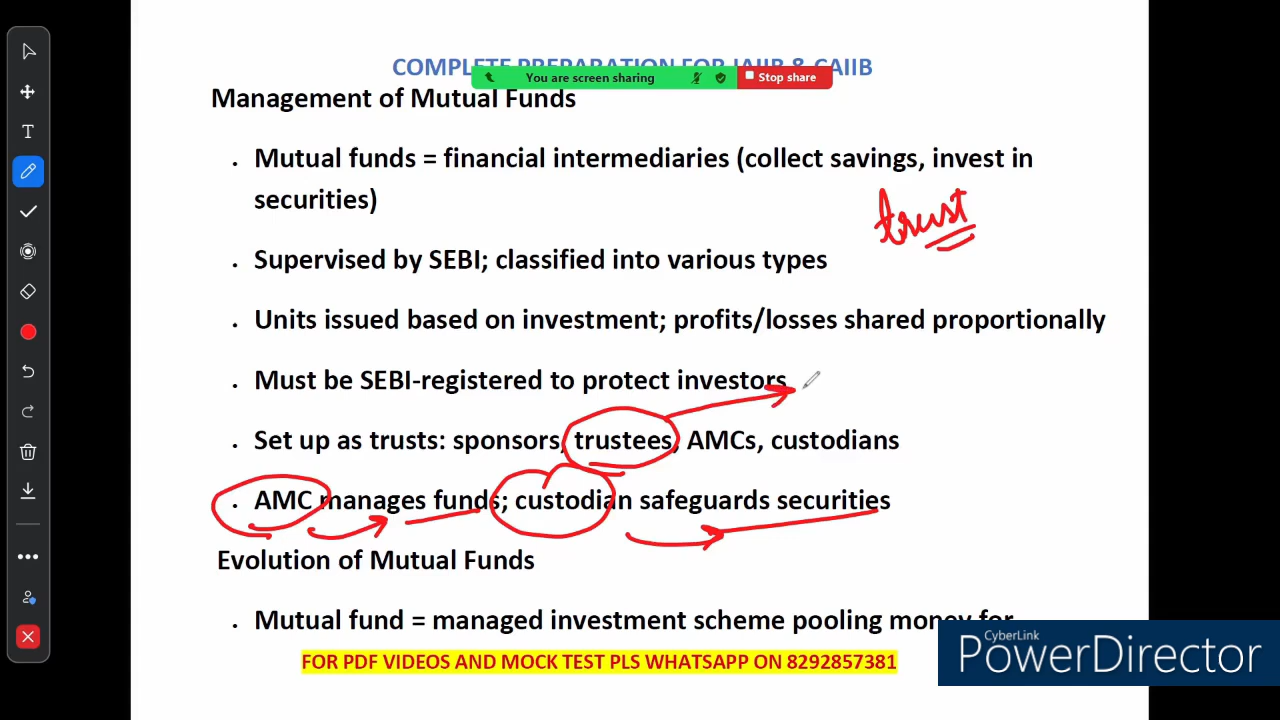 COMPLETE PREPARATION FOR JAIIB & CAIIB
You are screen sharing
Stop share
Management of Mutual Funds
• Mutual funds = financial intermediaries (collect savings, invest in
securities)
trust
• Supervised by SEBI; classified into various types
• Units issued based on investment; profits/losses shared proportionally
• Must be SEBI-registered to protect investors
• Set up as trusts: sponsors, trustees, AMCs, custodians
• AMC manages funds; custodian safeguards securities
Evolution of Mutual Funds
• Mutual fund = managed investment scheme pooling money for
FOR PDF VIDEOS AND MOCK TEST PLS WHATSAPP ON 8292857381
CyberLink
PowerDirector
T